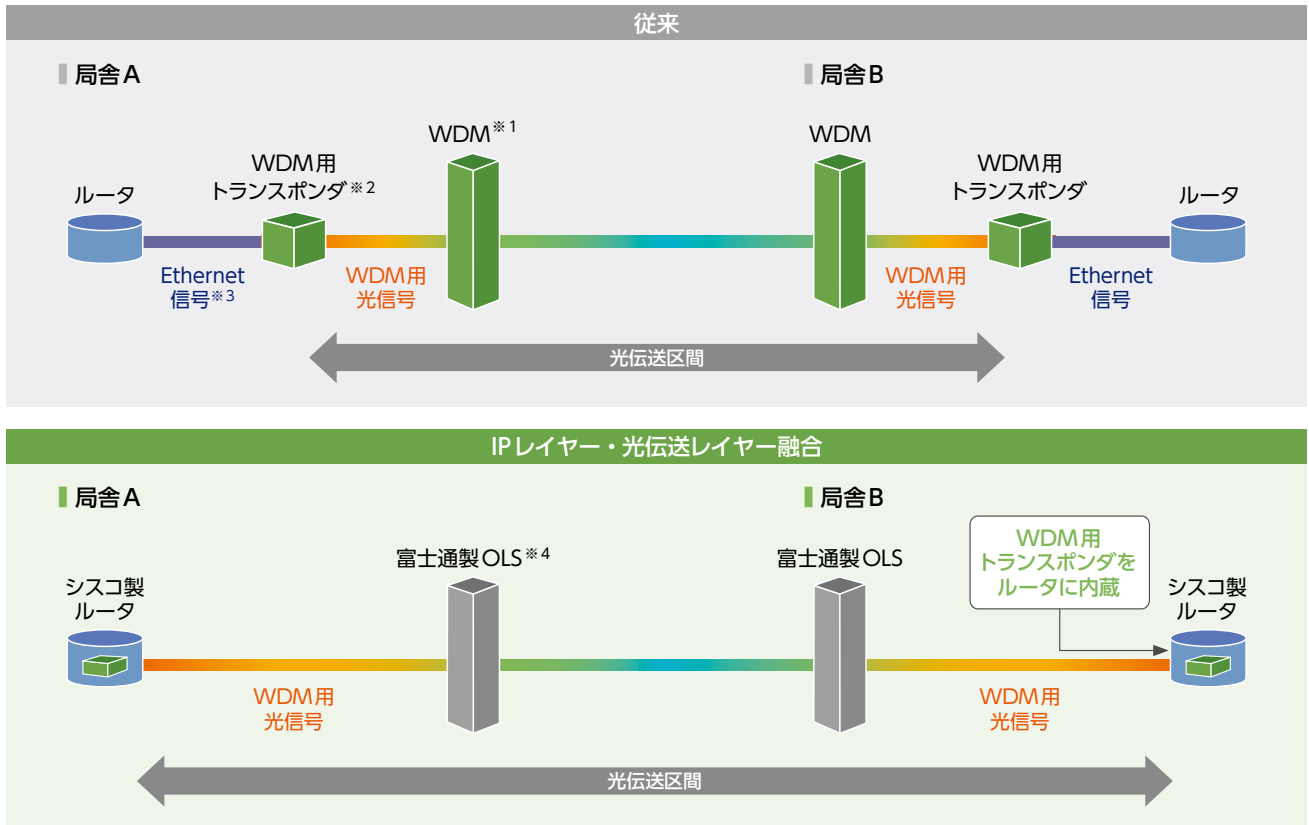 従来
局舎A
局舎B
WDM※1
WDM
WDM用
トランスポンダ※2
WDM用
トランスポンダ
ルータ
ルータ
Ethernet
信号※3
WDM用
光信号
WDM用
光信号
Ethernet
信号
光伝送区間
IPレイヤー・光伝送レイヤー融合
局舎A
局舎B
WDM用
トランスポンダを
ルータに内蔵
富士通製OLS※4
富士通製OLS
シスコ製
ルータ
シスコ製
ルータ
WDM用
光信号
WDM用
光信号
光伝送区間